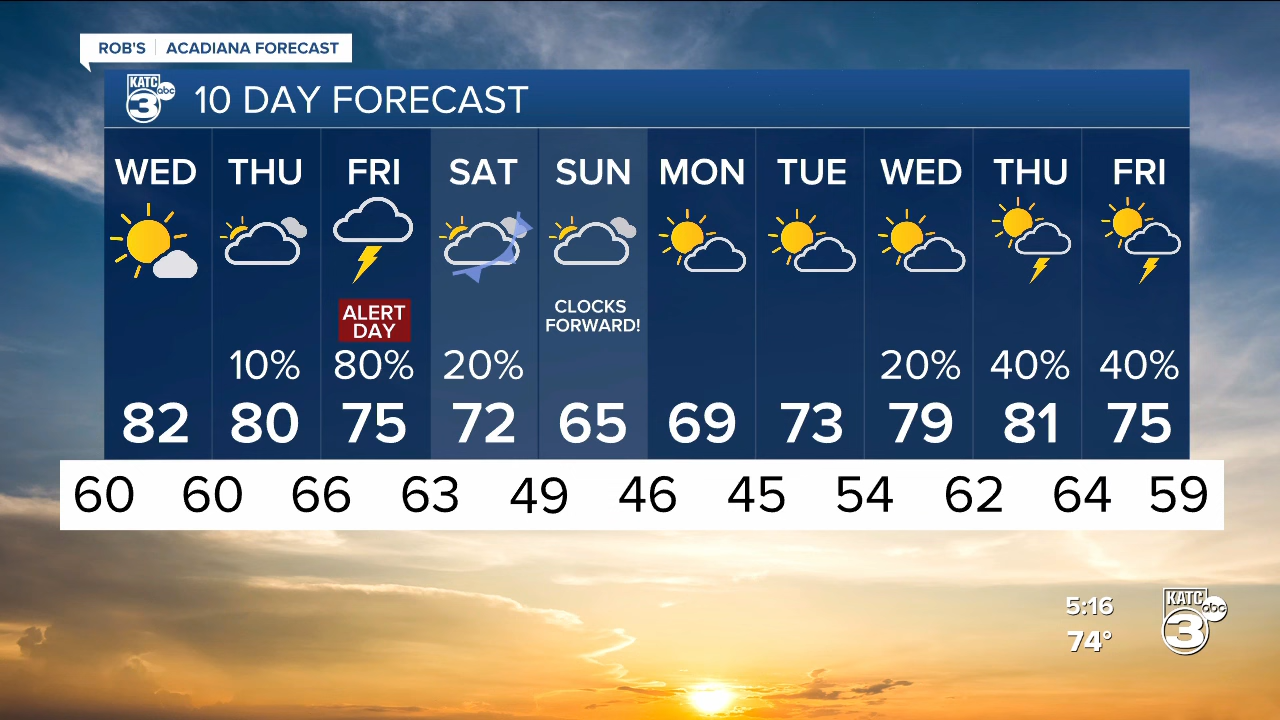 ROB'S ACADIANA FORECAST
KATC 3 abc 10 DAY FORECAST
WED THU FRI SAT SUN MON TUE WED THU FRI
ALERT DAY
CLOCKS FORWARD!
10% 80% 20% 20% 40% 40%
82 80 75 72 65 69 73 79 81 75
60 60 66 63 49 46 45 54 62 64 59
5:16
74°
KATC 3 abc